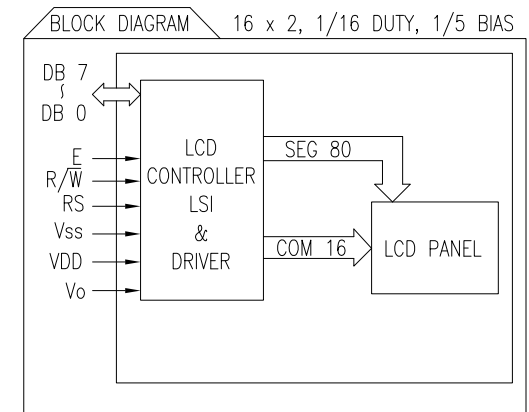 BLOCK DIAGRAM 16 x 2, 1/16 DUTY, 1/5 BIAS
DB 7
~
DB 0
E
R/W̅
RS
Vss
VDD
Vo
LCD
CONTROLLER
LSI
&
DRIVER
SEG 80
COM 16
LCD PANEL